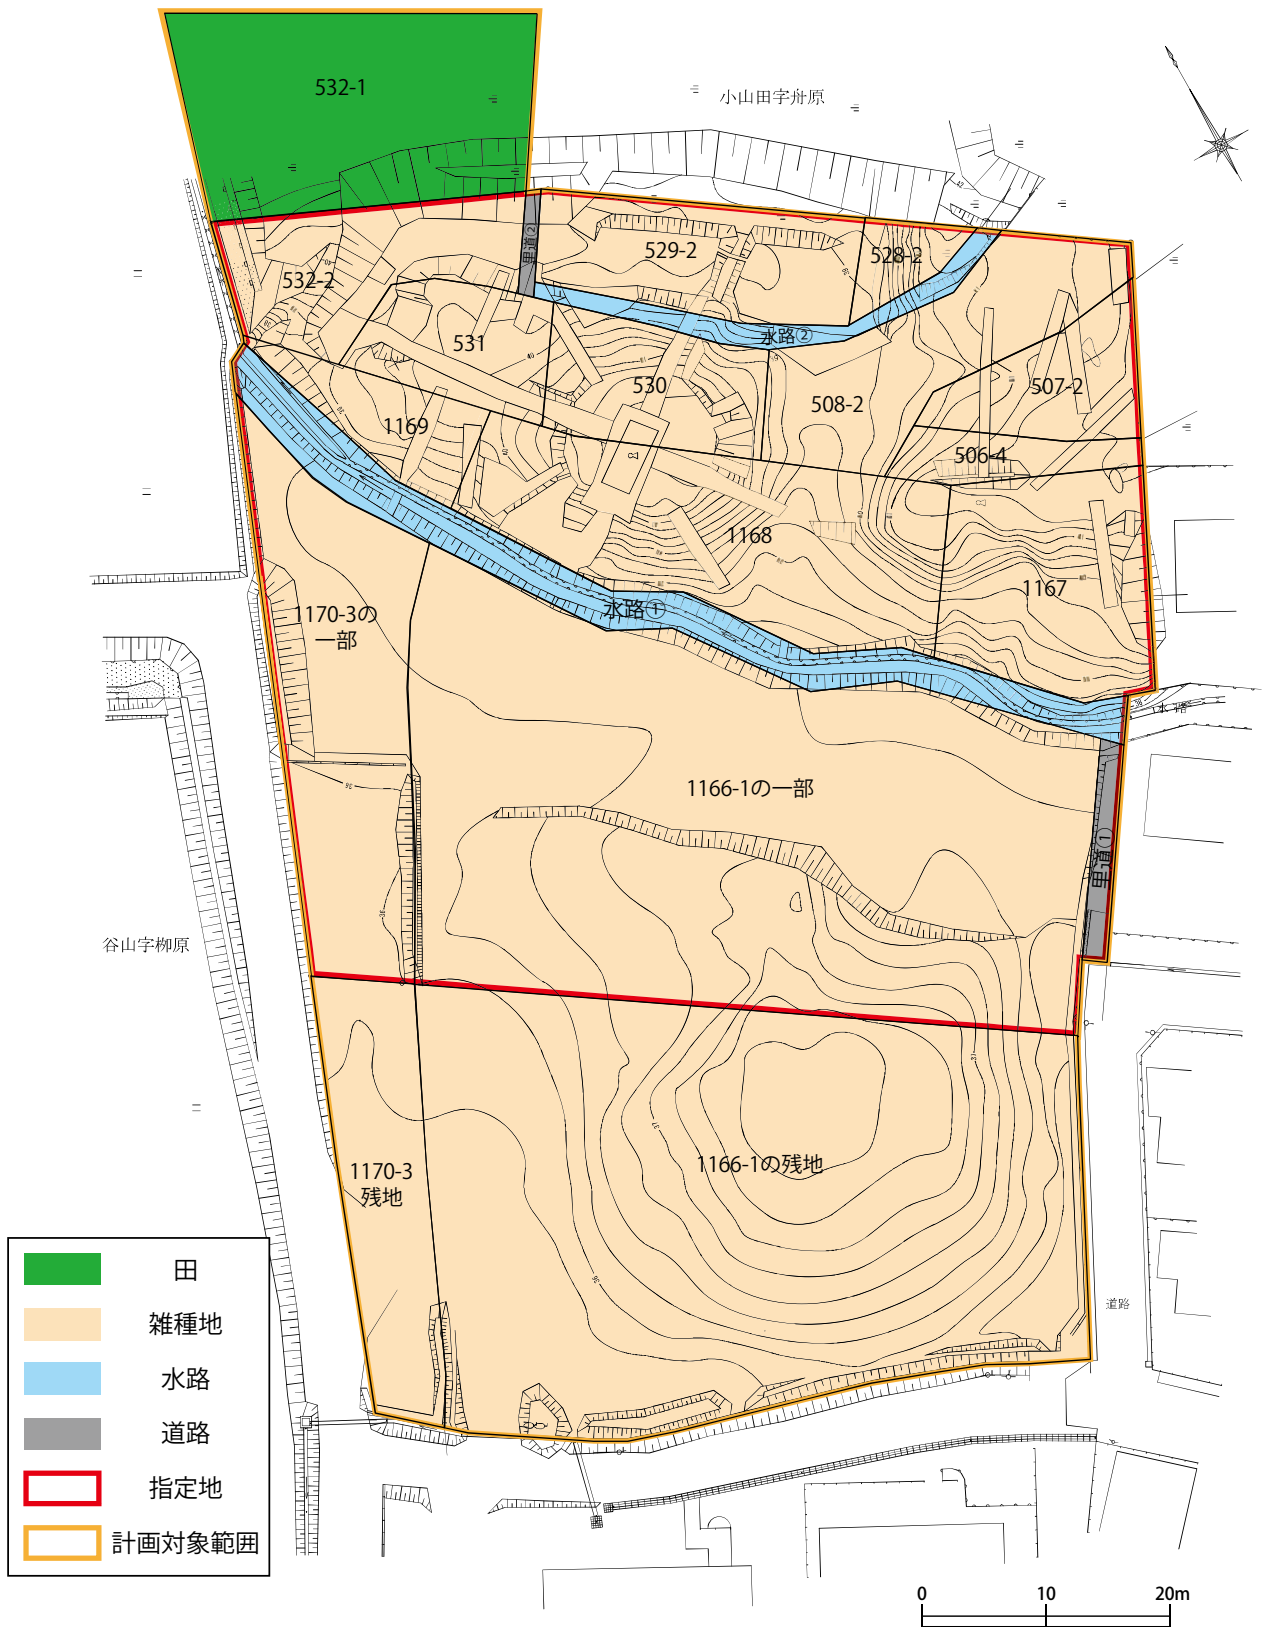 532-1
小山田字舟原
里道②
529-2
528-2
532-2
531
水路②
530
508-2
507-2
1169
506-4
1168
1167
水路①
1170-3の
一部
水路
1166-1の一部
里道①
谷山字柳原
1170-3
残地
1166-1の残地
道路
田
雑種地
水路
道路
指定地
計画対象範囲
0 10 20m